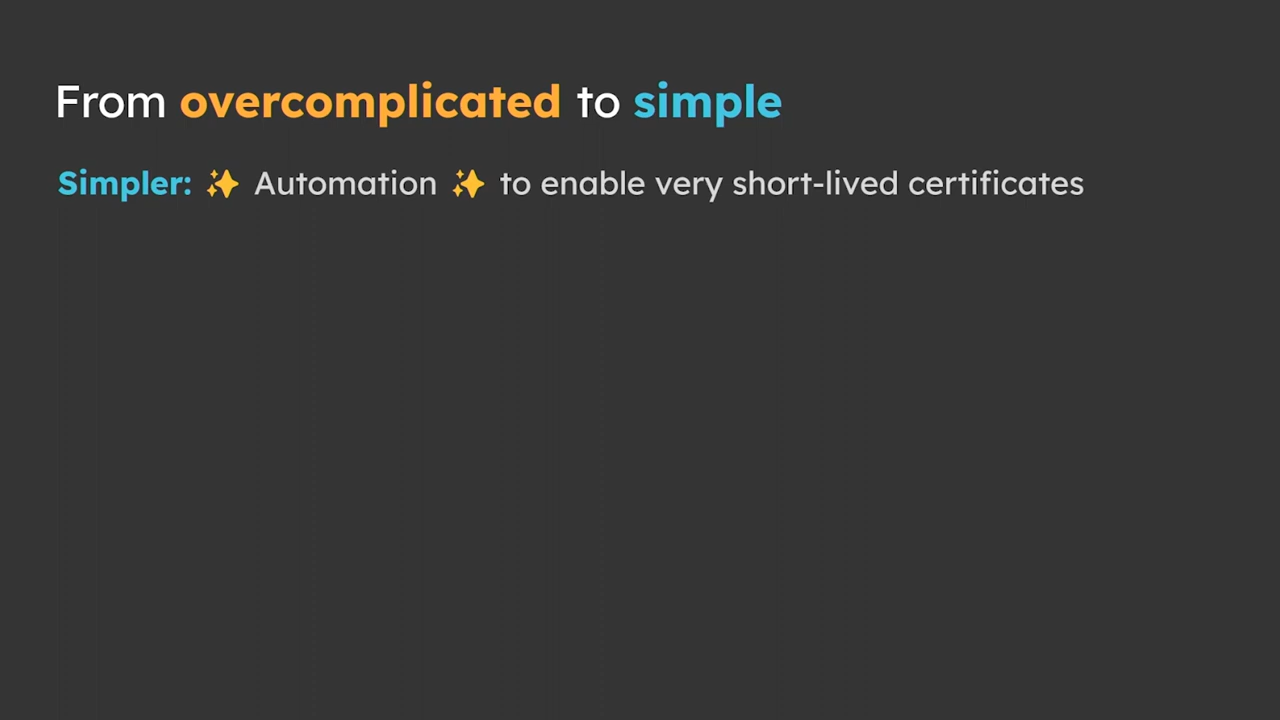 From overcomplicated to simple
Simpler: ✨ Automation ✨ to enable very short-lived certificates